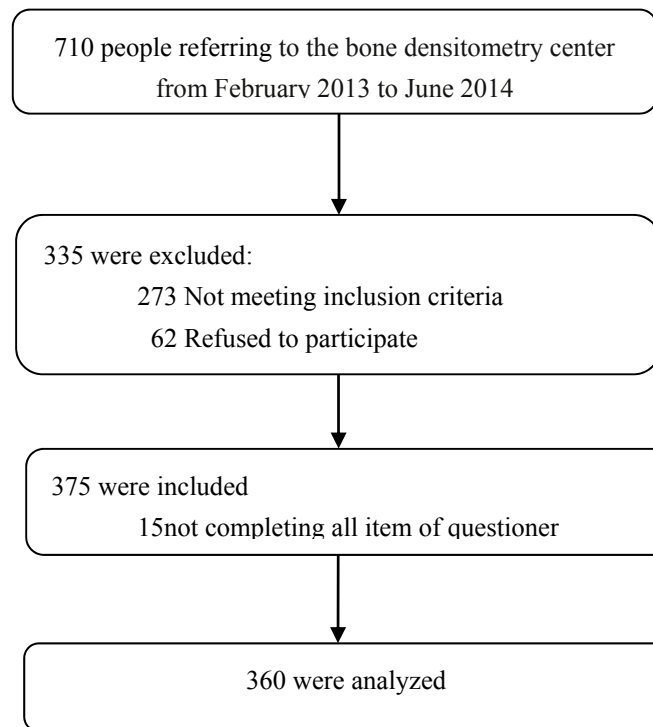 710 people referring to the bone densitometry center
from February 2013 to June 2014
335 were excluded:
273 Not meeting inclusion criteria
62 Refused to participate
375 were included
15not completing all item of questioner
360 were analyzed